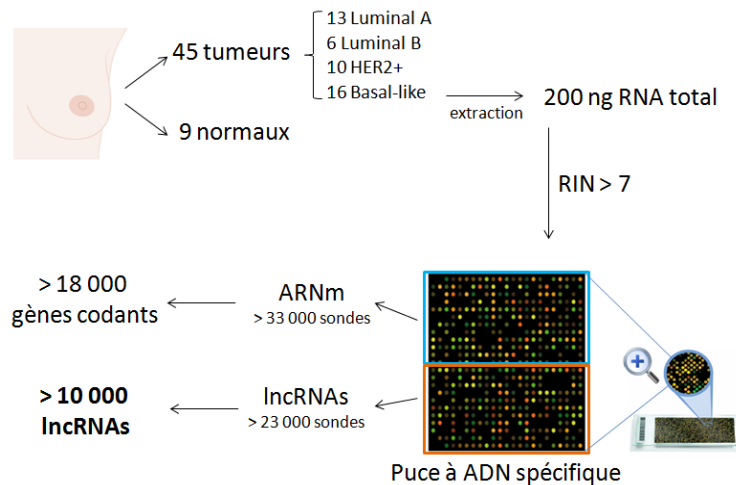 45 tumeurs
13 Luminal A
6 Luminal B
10 HER2+
16 Basal-like
9 normaux
extraction
200 ng RNA total
RIN > 7
> 18 000
gènes codants
ARNm
> 33 000 sondes
> 10 000
lncRNAs
lncRNAs
> 23 000 sondes
Puce à ADN spécifique